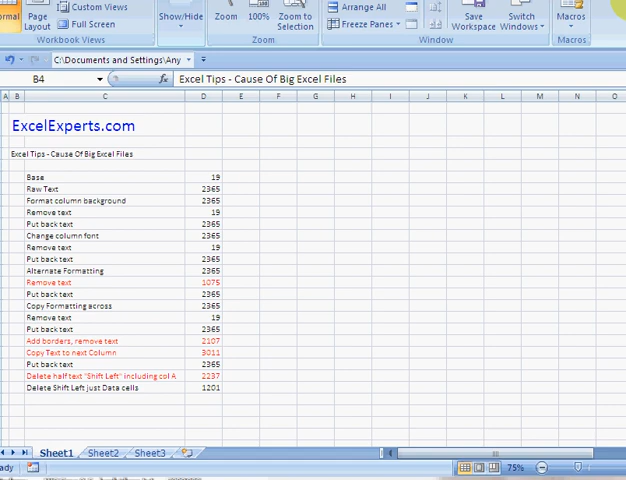 Custom Views
Full Screen
Page Layout
Workbook Views
Show/Hide
Zoom
100%
Zoom to Selection
Zoom
Arrange All
Freeze Panes
Window
Save Workspace
Switch Windows
Macros
Macros
C:\Documents and Settings\Any
B4
fx
Excel Tips - Cause Of Big Excel Files
A B C D E F G H I J K L M N O
ExcelExperts.com
Excel Tips - Cause Of Big Excel Files
Base 19
Raw Text 2365
Format column background 2365
Remove text 19
Put back text 2365
Change column font 2365
Remove text 19
Put back text 2365
Alternate Formatting 2365
Remove text 1075
Put back text 2365
Copy Formatting across 2365
Remove text 19
Put back text 2365
Add borders, remove text 2107
Copy Text to next Column 3011
Put back text 2365
Delete half text "Shift Left" including col A 2237
Delete Shift Left just Data cells 1201
Sheet1 Sheet2 Sheet3
75%